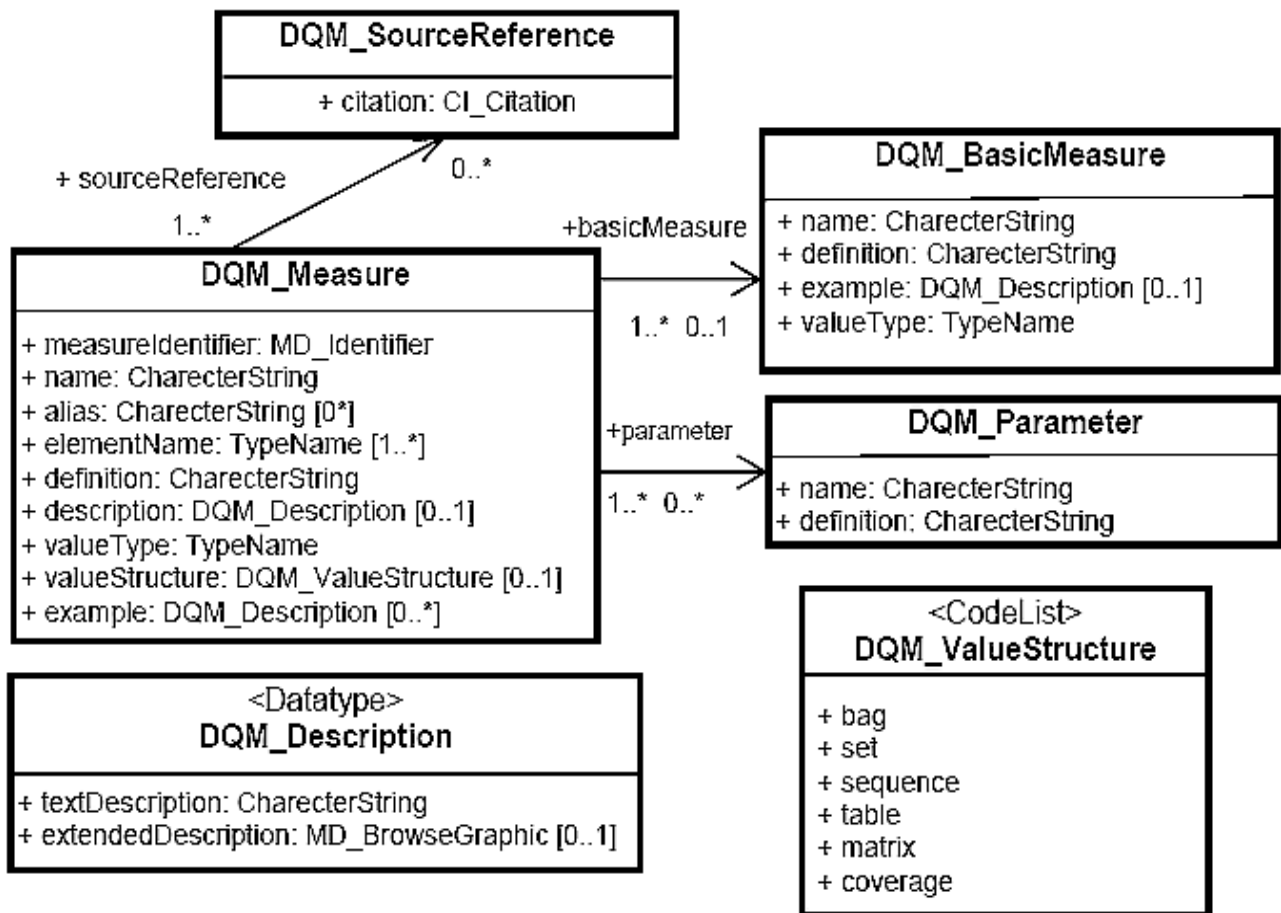 DQM_SourceReference
+ citation: CI_Citation
+ sourceReference
0..*
1..*
DQM_Measure
+ measureIdentifier: MD_Identifier
+ name: CharecterString
+ alias: CharecterString [0*]
+ elementName: TypeName [1..*]
+ definition: CharecterString
+ description: DQM_Description [0..1]
+ valueType: TypeName
+ valueStructure: DQM_ValueStructure [0..1]
+ example: DQM_Description [0..*]
+basicMeasure
1..* 0..1
DQM_BasicMeasure
+ name: CharecterString
+ definition: CharecterString
+ example: DQM_Description [0..1]
+ valueType: TypeName
+parameter
1..* 0..*
DQM_Parameter
+ name: CharecterString
+ definition: CharecterString
<Datatype>
DQM_Description
+ textDescription: CharecterString
+ extendedDescription: MD_BrowseGraphic [0..1]
<CodeList>
DQM_ValueStructure
+ bag
+ set
+ sequence
+ table
+ matrix
+ coverage